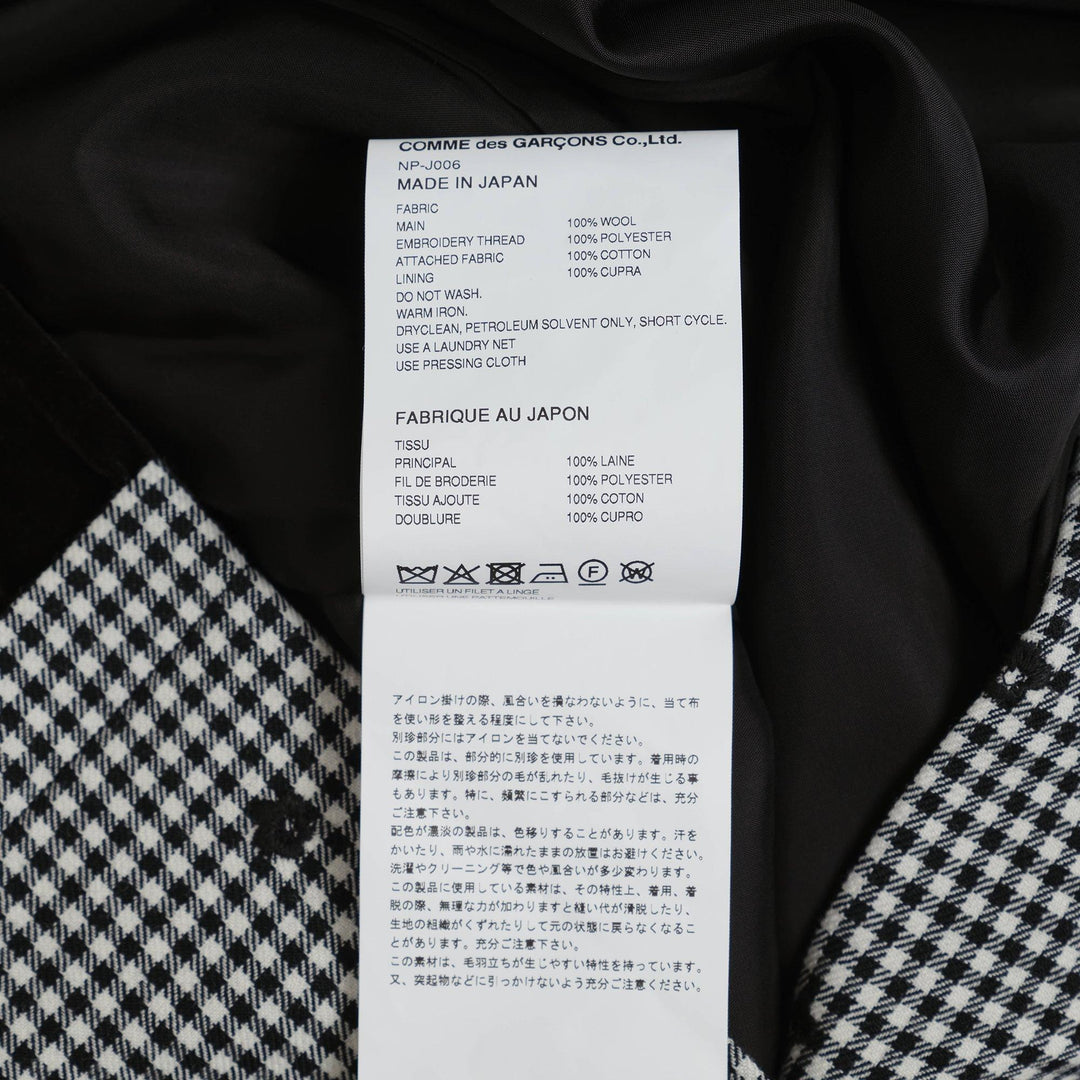 COMME des GARÇONS Co.,Ltd.
NP-J006
MADE IN JAPAN
FABRIC
MAIN 100% WOOL
EMBROIDERY THREAD 100% POLYESTER
ATTACHED FABRIC 100% COTTON
LINING 100% CUPRA
DO NOT WASH.
WARM IRON.
DRYCLEAN, PETROLEUM SOLVENT ONLY, SHORT CYCLE.
USE A LAUNDRY NET
USE PRESSING CLOTH
FABRIQUE AU JAPON
TISSU
PRINCIPAL 100% LAINE
FIL DE BRODERIE 100% POLYESTER
TISSU AJOUTE 100% COTON
DOUBLURE 100% CUPRO
F W
UTILISER UN FILET A LINGE
UTILISER UNE PATTEMOUILLE
アイロン掛けの際、風合いを損なわないように、当て布
を使い形を整える程度にして下さい。
別珍部分にはアイロンを当てないでください。
この製品は、部分的に別珍を使用しています。着用時の
摩擦により別珍部分の毛が乱れたり、毛抜けが生じる事
もあります。特に、頻繁にこすられる部分などは、充分
ご注意下さい。
配色が濃淡の製品は、色移りすることがあります。汗を
かいたり、雨や水に濡れたままの放置はお避けください。
洗濯やクリーニング等で色や風合いが多少変わります。
この製品に使用している素材は、その特性上、着用、着
脱の際、無理な力が加わりますと縫い代が滑脱したり、
生地の組織がくずれたりして元の状態に戻らなくなるこ
とがあります。充分ご注意下さい。
この素材は、毛羽立ちが生じやすい特性を持っています。
又、突起物などに引っかけないよう充分ご注意ください。